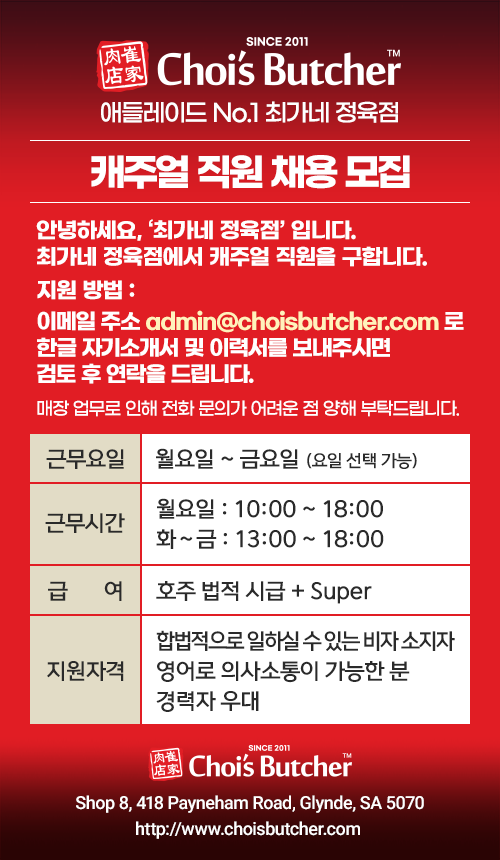 SINCE 2011
肉崔
店家
Choi's Butcher™
애들레이드 No.1 최가네 정육점
캐주얼 직원 채용 모집
안녕하세요, ‘최가네 정육점’ 입니다.
최가네 정육점에서 캐주얼 직원을 구합니다.
지원 방법 :
이메일 주소 admin@choisbutcher.com 로
한글 자기소개서 및 이력서를 보내주시면
검토 후 연락을 드립니다.
매장 업무로 인해 전화 문의가 어려운 점 양해 부탁드립니다.
근무요일 월요일 ~ 금요일 (요일 선택 가능)
근무시간 월요일 : 10:00 ~ 18:00
화~금 : 13:00 ~ 18:00
급 여 호주 법적 시급 + Super
지원자격 합법적으로 일하실 수 있는 비자 소지자
영어로 의사소통이 가능한 분
경력자 우대
SINCE 2011
肉崔
店家
Choi's Butcher™
Shop 8, 418 Payneham Road, Glynde, SA 5070
http://www.choisbutcher.com